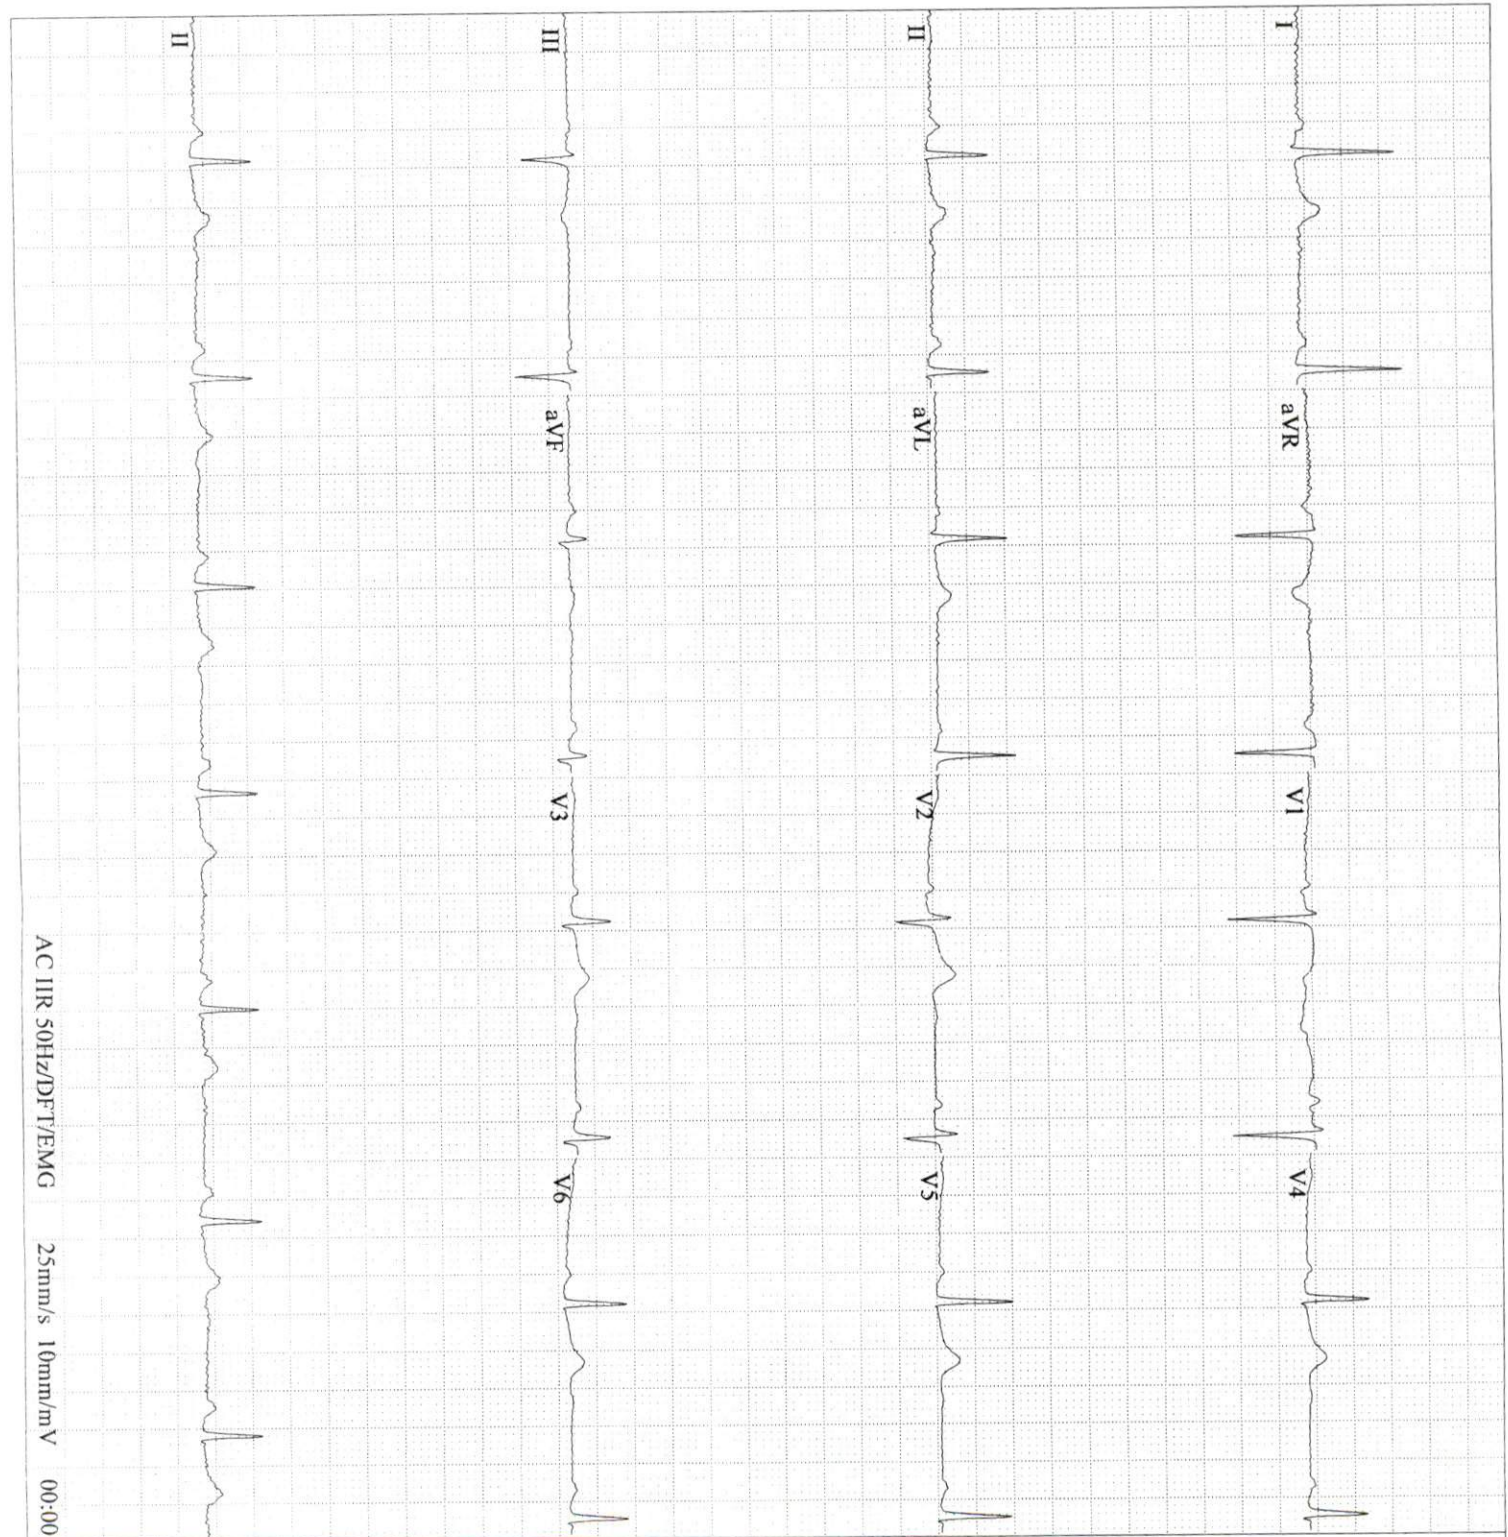 I aVR V1 V4
II aVL V2 V5
III aVF V3 V6
II
AC IIR 50Hz/DFT/EMG 25mm/s 10mm/mV 00:00